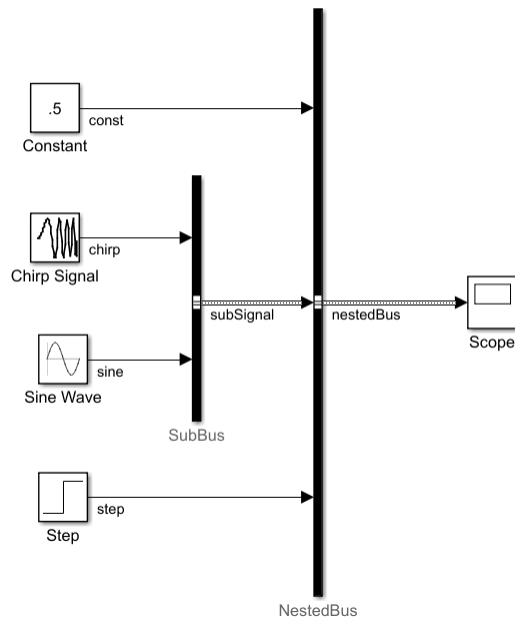 .5
const
Constant
chirp
Chirp Signal
subSignal
nestedBus
Scope
sine
Sine Wave
SubBus
step
Step
NestedBus